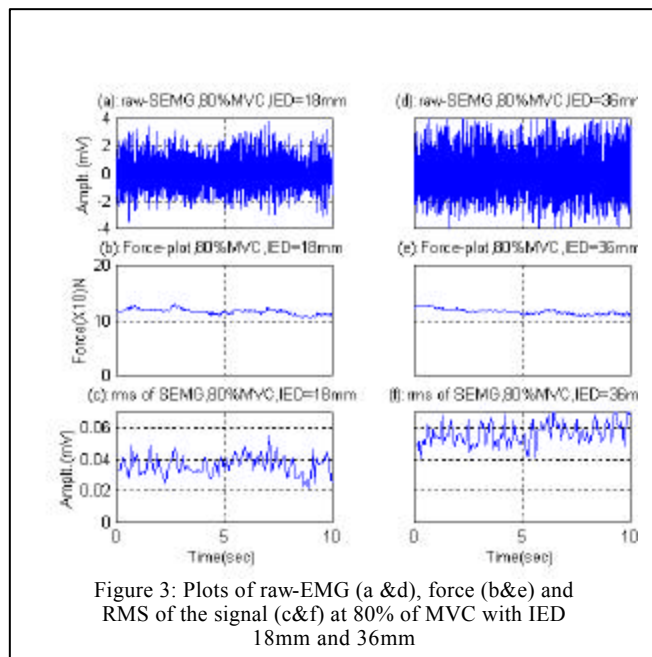 (a): raw-SEMG,80%MVC,IED=18mm
(d): raw-SEMG,80%MVC,IED=36mm
4
2
0
-2
-4
Amplt.(mV)
(b): Force-plot,80%MVC,IED=18mm
(e): Force-plot,80%MVC,IED=36mm
20
10
0
Force(X10)N
0
5
10
(c): rms of SEMG,80%MVC,IED=18mm
(f): rms of SEMG,80%MVC,IED=36m
0.06
0.04
0.02
0
Amplt.(mV)
0
5
10
0
5
10
Time(sec)
Time(sec)
Figure 3: Plots of raw-EMG (a &d), force (b&e) and
RMS of the signal (c&f) at 80% of MVC with IED
18mm and 36mm